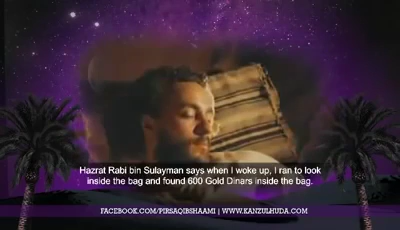 Hazrat Rabi bin Sulayman says when I woke up, I ran to look
inside the bag and found 600 Gold Dinars inside the bag.
FACEBOOK.COM/PIRSAQIBSHAAMI | WWW.KANZULHUDA.COM